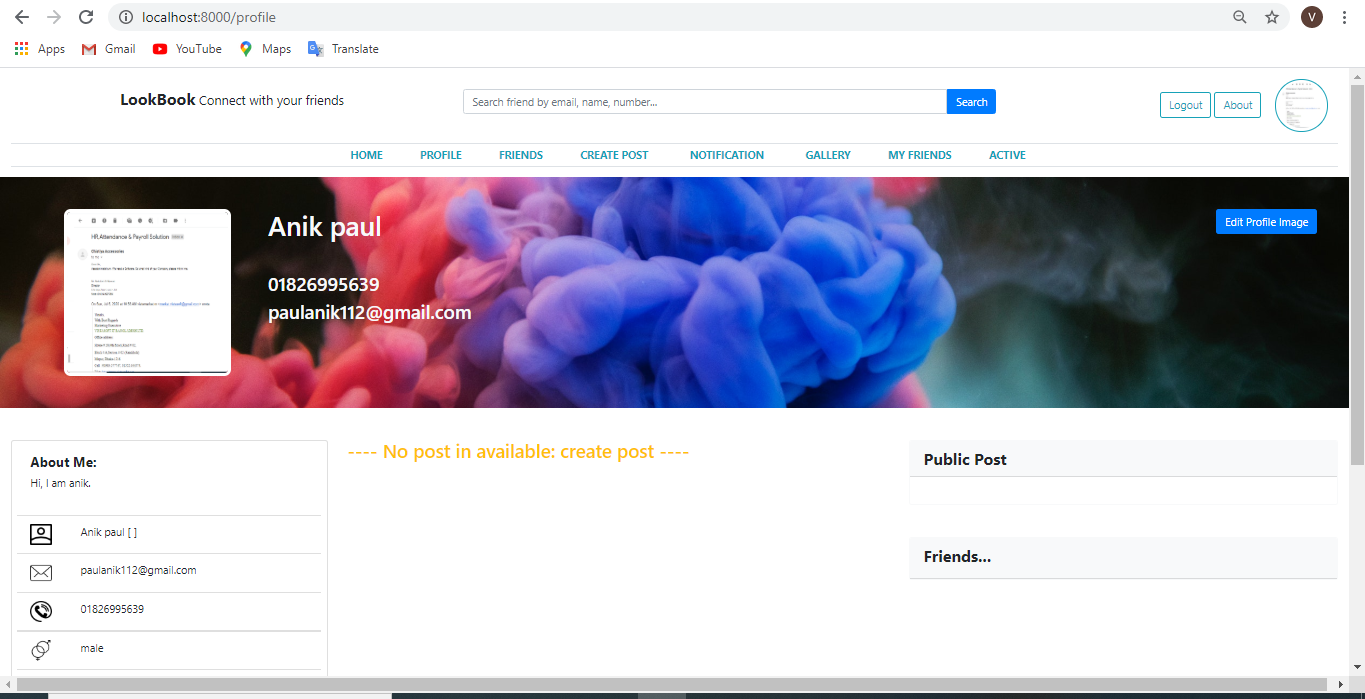 localhost:8000/profile
V
Apps Gmail YouTube Maps Translate
LookBook Connect with your friends
Search friend by email, name, number...
Search
Logout
About
HOME PROFILE FRIENDS CREATE POST NOTIFICATION GALLERY MY FRIENDS ACTIVE
HR,Attendance & Payroll Solution
Anik paul
01826995639
paulanik112@gmail.com
Edit Profile Image
About Me:
Hi, I am anik.
Anik paul [ ]
paulanik112@gmail.com
01826995639
male
---- No post in available: create post ----
Public Post
Friends...